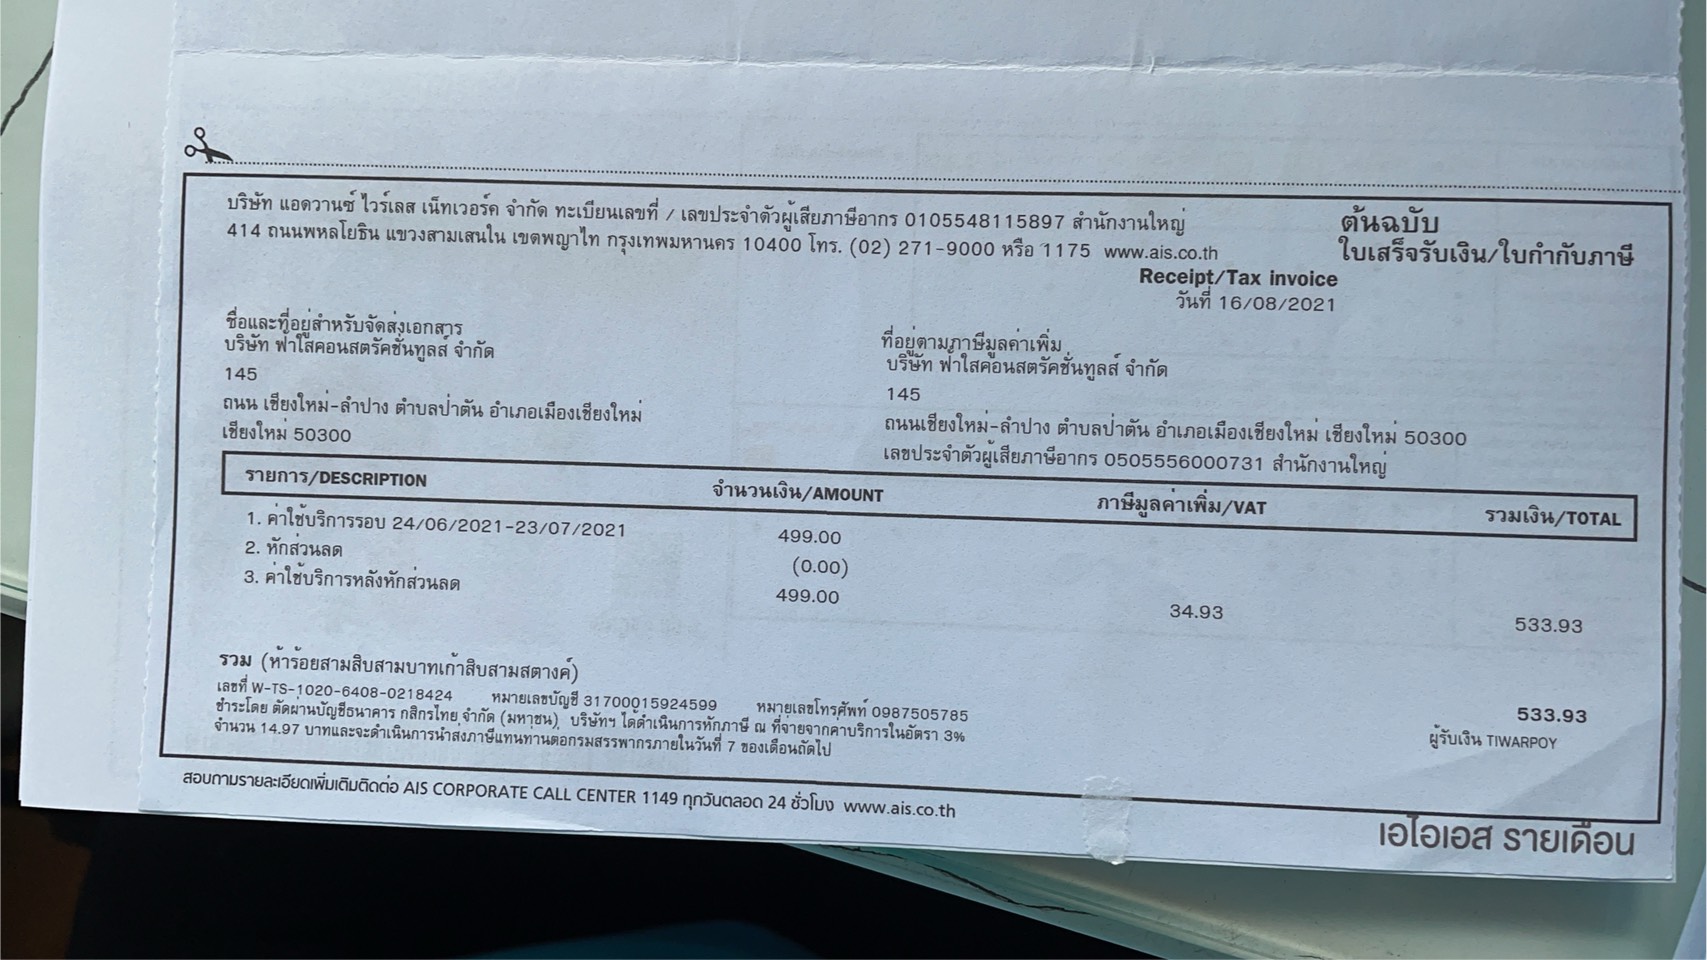 บริษัท แอดวานซ์ ไวร์เลส เน็ทเวอร์ค จำกัด ทะเบียนเลขที่ / เลขประจำตัวผู้เสียภาษีอากร 0105548115897 สำนักงานใหญ่
414 ถนนพหลโยธิน แขวงสามเสนใน เขตพญาไท กรุงเทพมหานคร 10400 โทร. (02) 271-9000 หรือ 1175 www.ais.co.th
ต้นฉบับ
ใบเสร็จรับเงิน/ใบกำกับภาษี
Receipt/Tax invoice
วันที่ 16/08/2021
ชื่อและที่อยู่สำหรับจัดส่งเอกสาร
บริษัท ฟ้าใสคอนสตรัคชั่นทูลส์ จำกัด
145
ถนน เชียงใหม่-ลำปาง ตำบลป่าตัน อำเภอเมืองเชียงใหม่
เชียงใหม่ 50300
ที่อยู่ตามภาษีมูลค่าเพิ่ม
บริษัท ฟ้าใสคอนสตรัคชั่นทูลส์ จำกัด
145
ถนนเชียงใหม่-ลำปาง ตำบลป่าตัน อำเภอเมืองเชียงใหม่ เชียงใหม่ 50300
เลขประจำตัวผู้เสียภาษีอากร 0505556000731 สำนักงานใหญ่
รายการ/DESCRIPTION จำนวนเงิน/AMOUNT ภาษีมูลค่าเพิ่ม/VAT รวมเงิน/TOTAL
1. ค่าใช้บริการรอบ 24/06/2021-23/07/2021 499.00
2. หักส่วนลด (0.00)
3. ค่าใช้บริการหลังหักส่วนลด 499.00 34.93 533.93
รวม (ห้าร้อยสามสิบสามบาทเก้าสิบสามสตางค์) 533.93
เลขที่ W-TS-1020-6408-0218424 หมายเลขบัญชี 31700015924599 หมายเลขโทรศัพท์ 0987505785
ชำระโดย ตัดผ่านบัญชีธนาคาร กสิกรไทย จำกัด (มหาชน) บริษัทฯ ได้ดำเนินการหักภาษี ณ ที่จ่ายจากค่าบริการในอัตรา 3%
จำนวน 14.97 บาทและจะดำเนินการนำส่งภาษีแทนท่านต่อกรมสรรพากรภายในวันที่ 7 ของเดือนถัดไป
ผู้รับเงิน TIWARPOY
สอบถามรายละเอียดเพิ่มเติมติดต่อ AIS CORPORATE CALL CENTER 1149 ทุกวันตลอด 24 ชั่วโมง www.ais.co.th
เอไอเอส รายเดือน